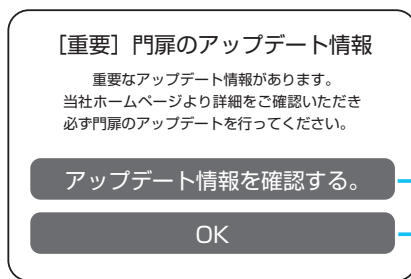 ［重要］門扉のアップデート情報
重要なアップデート情報があります。
当社ホームページより詳細をご確認いただき
必ず門扉のアップデートを行ってください。
アップデート情報を確認する。
OK